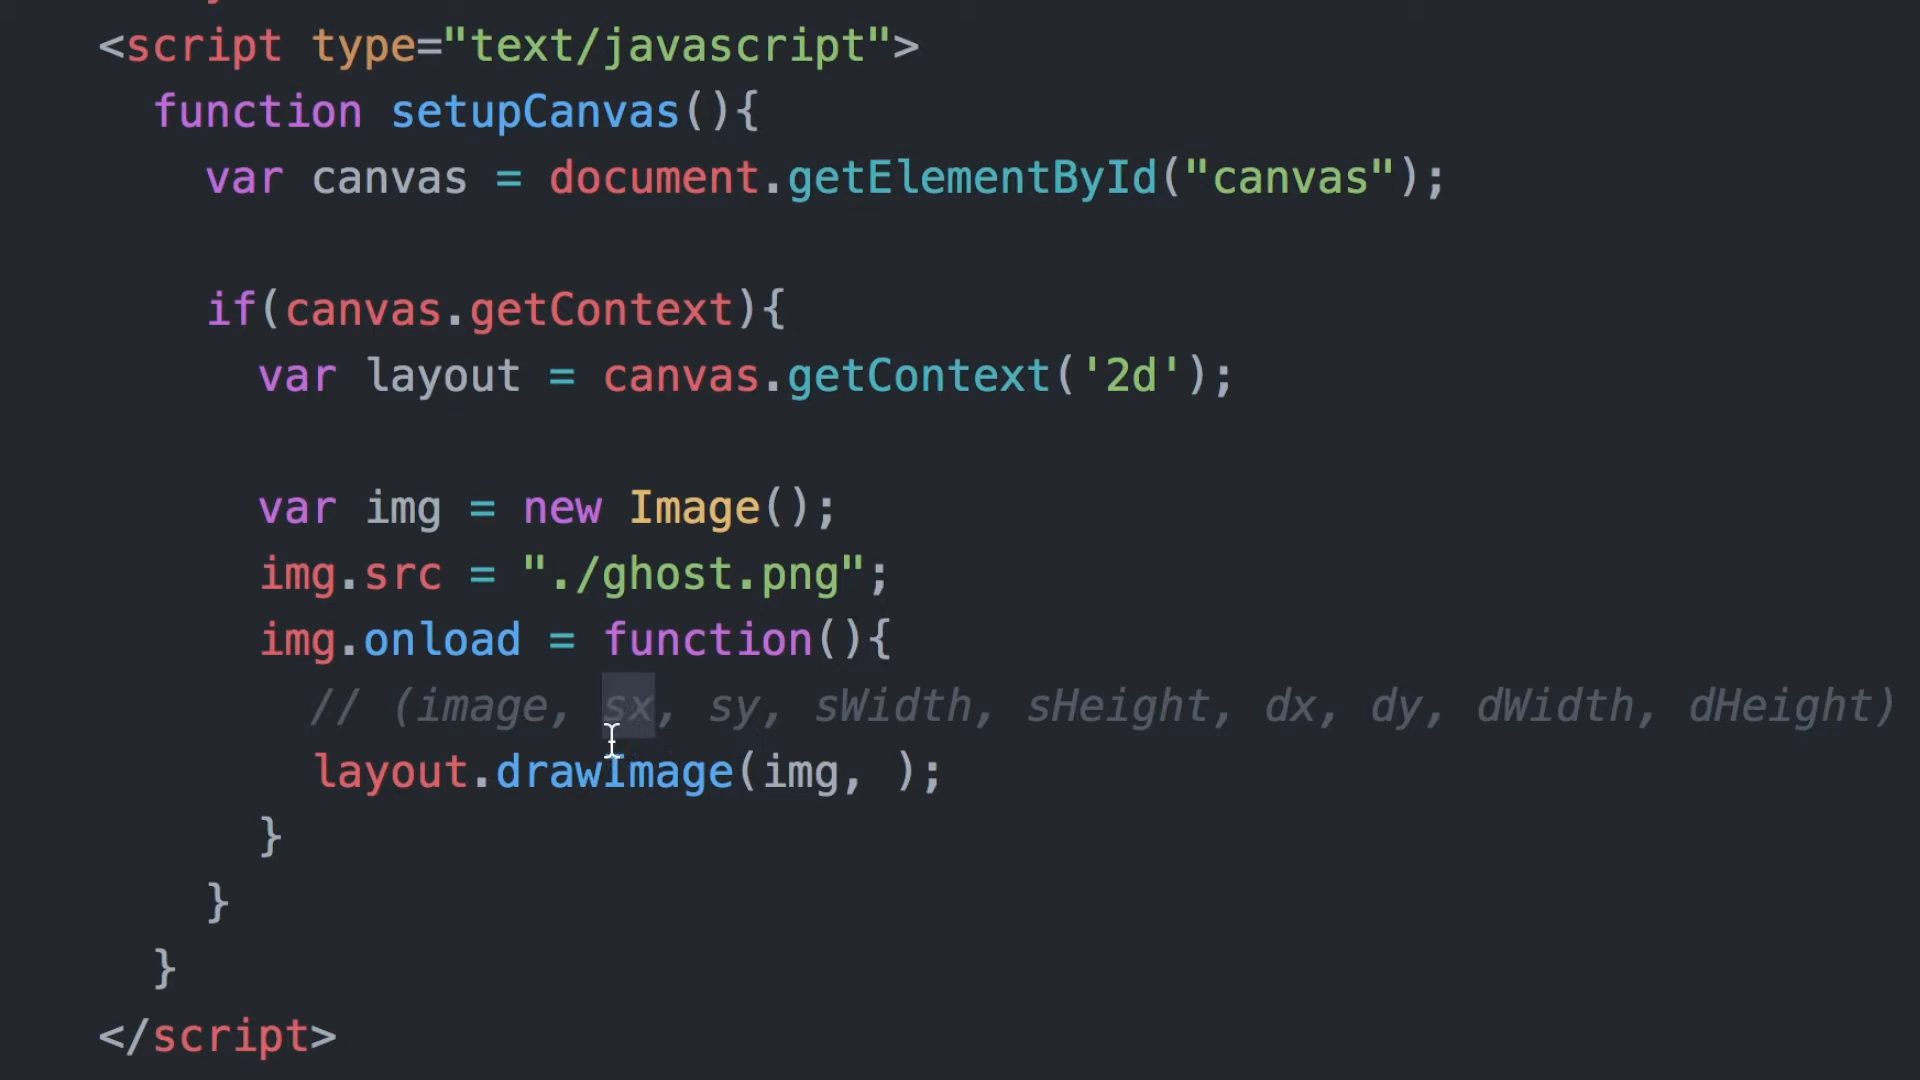 <script type="text/javascript">
function setupCanvas(){
var canvas = document.getElementById("canvas");
if(canvas.getContext){
var layout = canvas.getContext('2d');
var img = new Image();
img.src = "./ghost.png";
img.onload = function(){
// (image, sx, sy, sWidth, sHeight, dx, dy, dWidth, dHeight)
layout.drawImage(img, );
}
}
}
</script>